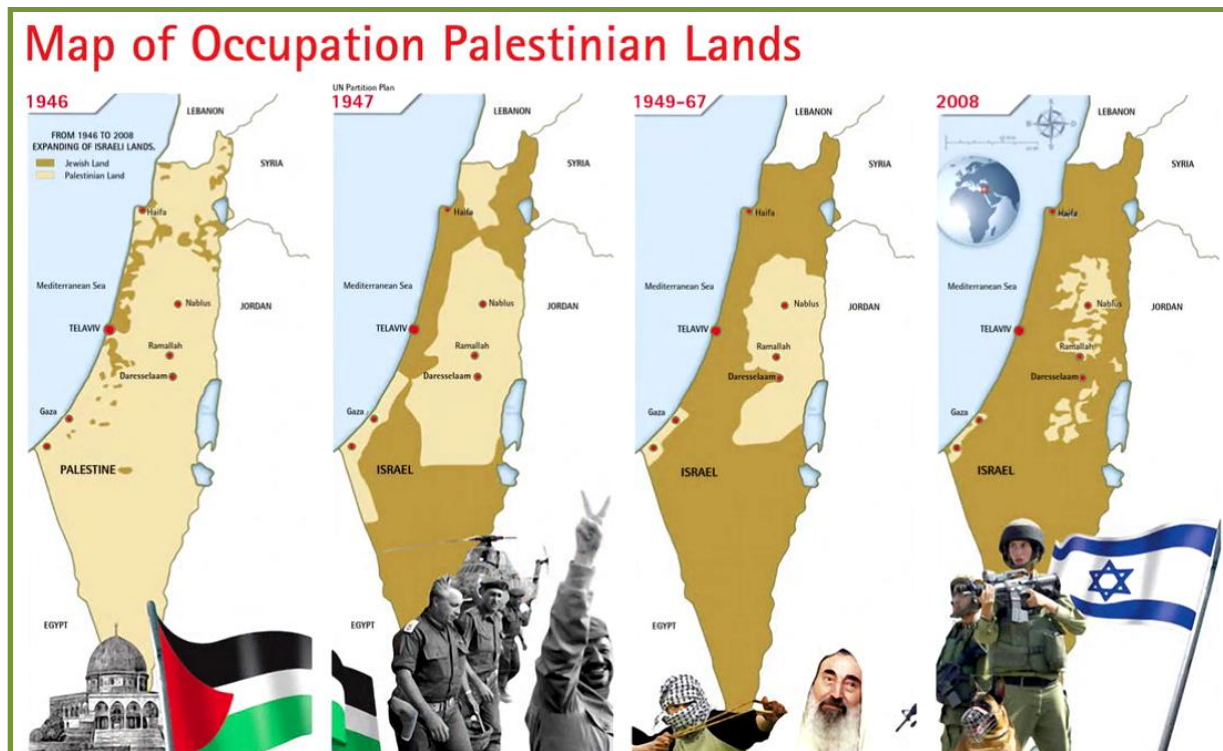 Map of Occupation Palestinian Lands
1946
FROM 1946 TO 2008
EXPANDING OF ISRAELI LANDS.
Jewish Land
Palestinian Land
LEBANON
SYRIA
Haifa
Mediterranean Sea
Nablus
JORDAN
TELAVIV
Ramallah
Daresselaam
Gaza
PALESTINE
EGYPT
UN Partition Plan
1947
LEBANON
SYRIA
Haifa
Mediterranean Sea
Nablus
JORDAN
TELAVIV
Ramallah
Daresselaam
Gaza
ISRAEL
EGYPT
1949-67
LEBANON
SYRIA
Haifa
Mediterranean Sea
Nablus
JORDAN
TELAVIV
Ramallah
Daresselaam
Gaza
ISRAEL
EGYPT
2008
LEBANON
SYRIA
Haifa
Mediterranean Sea
Nablus
JORDAN
TELAVIV
Ramallah
Daresselaam
Gaza
ISRAEL
EGYPT